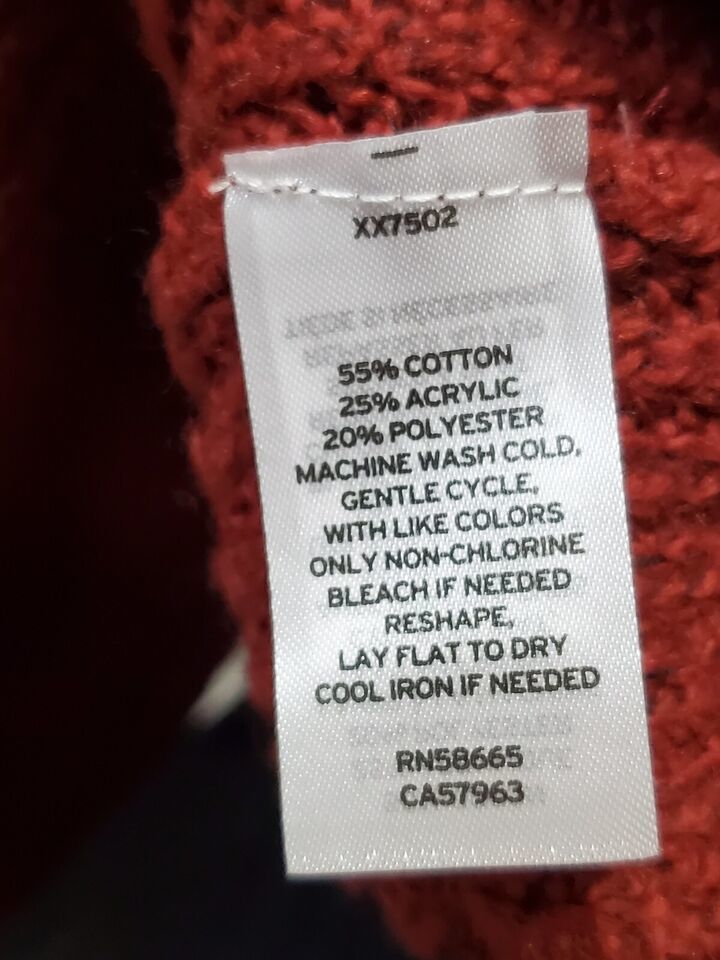 XX7502
55% COTTON
25% ACRYLIC
20% POLYESTER
MACHINE WASH COLD,
GENTLE CYCLE,
WITH LIKE COLORS
ONLY NON-CHLORINE
BLEACH IF NEEDED
RESHAPE,
LAY FLAT TO DRY
COOL IRON IF NEEDED
RN58665
CA57963